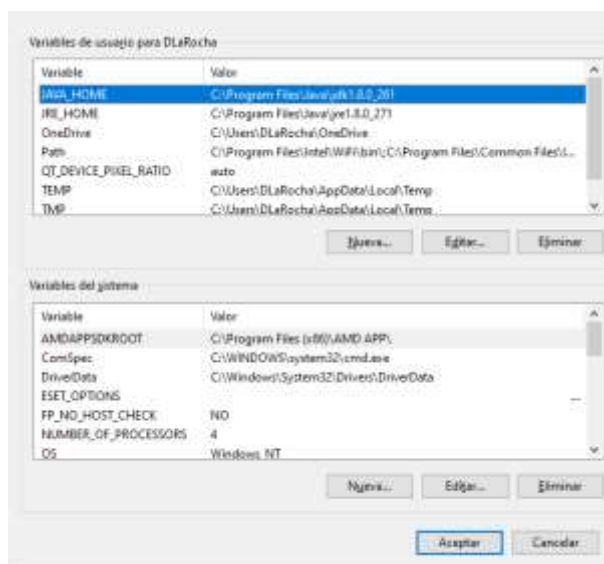 Variables de usuario para DLaRocha
Variable Valor
JAVA_HOME C:\Program Files\Java\jdk1.8.0_261
JRE_HOME C:\Program Files\Java\jre1.8.0_271
OneDrive C:\Users\DLaRocha\OneDrive
Path C:\Program Files\Intel\WiFi\bin\;C:\Program Files\Common Files\I...
QT_DEVICE_PIXEL_RATIO auto
TEMP C:\Users\DLaRocha\AppData\Local\Temp
TMP C:\Users\DLaRocha\AppData\Local\Temp
Nueva... Editar... Eliminar
Variables del sistema
Variable Valor
AMDAPPSDKROOT C:\Program Files (x86)\AMD APP\
ComSpec C:\WINDOWS\system32\cmd.exe
DriverData C:\Windows\System32\Drivers\DriverData
ESET_OPTIONS ...
FP_NO_HOST_CHECK NO
NUMBER_OF_PROCESSORS 4
OS Windows_NT
Nueva... Editar... Eliminar
Aceptar Cancelar